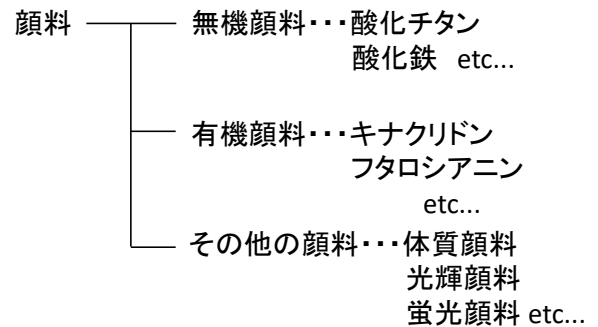 顔料 無機顔料・・・酸化チタン
酸化鉄 etc...
有機顔料・・・キナクリドン
フタロシアニン
etc...
その他の顔料・・・体質顔料
光輝顔料
蛍光顔料 etc...